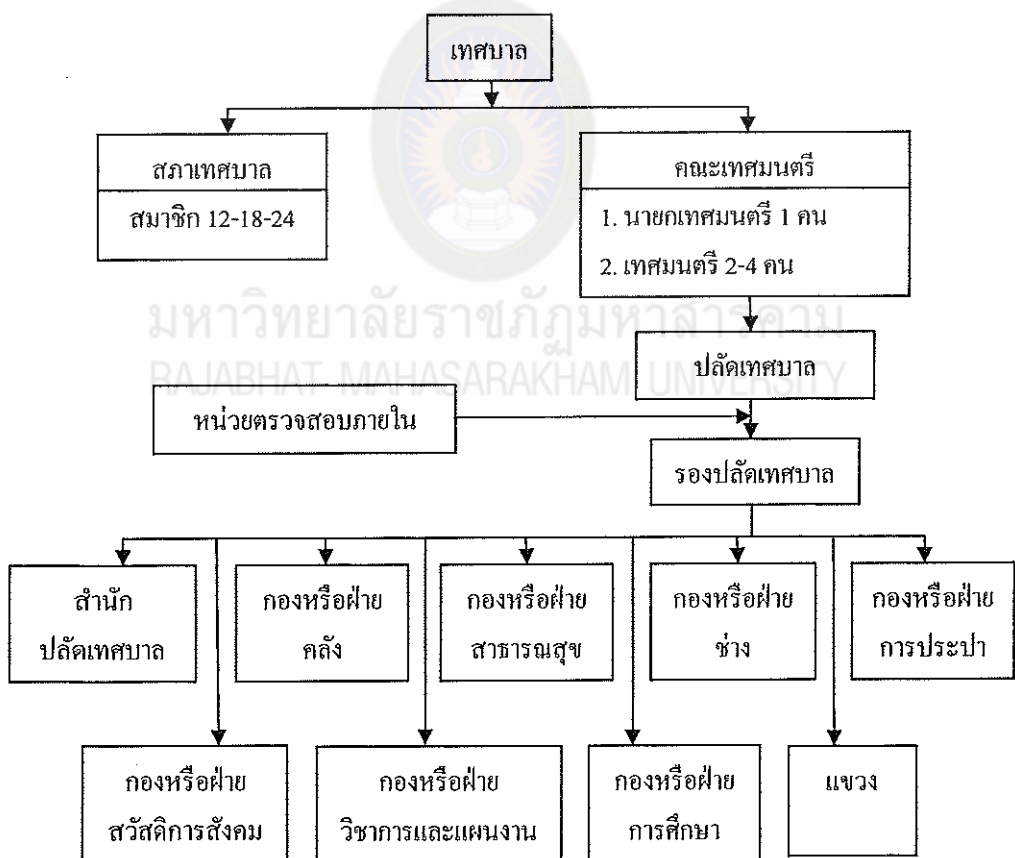 เทศบาล
สภาเทศบาล
สมาชิก 12-18-24
คณะเทศมนตรี
1. นายกเทศมนตรี 1 คน
2. เทศมนตรี 2-4 คน
มหาวิทยาลัยราชภัฏมหาสารคาม
RAJABHAT MAHASARAKHAM UNIVERSITY
ปลัดเทศบาล
หน่วยตรวจสอบภายใน
รองปลัดเทศบาล
สำนัก
ปลัดเทศบาล
กองหรือฝ่าย
คลัง
กองหรือฝ่าย
สาธารณสุข
กองหรือฝ่าย
ช่าง
กองหรือฝ่าย
การประปา
กองหรือฝ่าย
สวัสดิการสังคม
กองหรือฝ่าย
วิชาการและแผนงาน
กองหรือฝ่าย
การศึกษา
แขวง